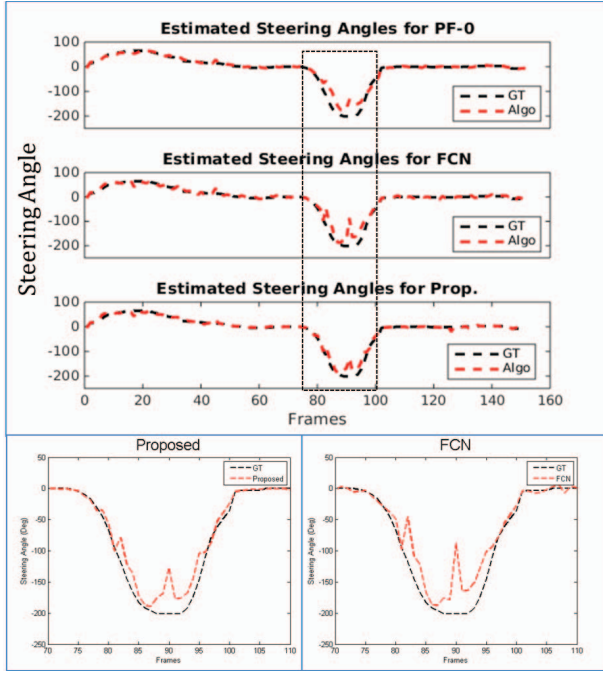 Estimated Steering Angles for PF-0
100
0
-100
-200
GT
Algo
Steering Angle
Estimated Steering Angles for FCN
100
0
-100
-200
GT
Algo
Estimated Steering Angles for Prop.
100
0
-100
-200
GT
Algo
0 20 40 60 80 100 120 140 160
Frames
Proposed
50
0
-50
-100
-150
-200
-250
GT
Proposed
Steering Angle (Deg)
70 75 80 85 90 95 100 105 110
Frames
FCN
50
0
-50
-100
-150
-200
-250
GT
FCN
Steering Angle (Deg)
70 75 80 85 90 95 100 105 110
Frames